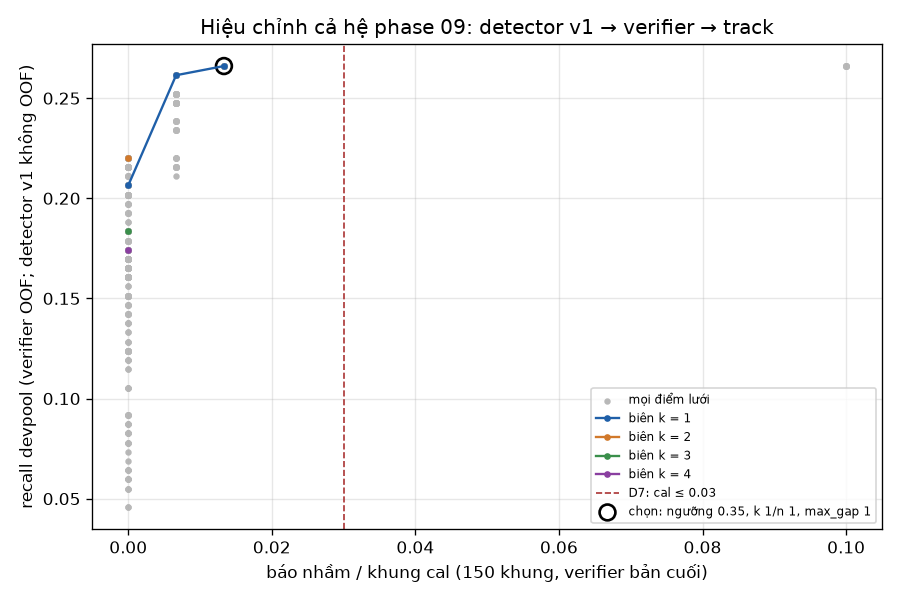 Hiệu chỉnh cả hệ phase 09: detector v1 → verifier → track
recall devpool (verifier OOF; detector v1 không OOF)
0.25
0.20
0.15
0.10
0.05
mọi điểm lưới
biên k = 1
biên k = 2
biên k = 3
biên k = 4
D7: cal ≤ 0.03
chọn: ngưỡng 0.35, k 1/n 1, max_gap 1
0.00 0.02 0.04 0.06 0.08 0.10
báo nhầm / khung cal (150 khung, verifier bản cuối)